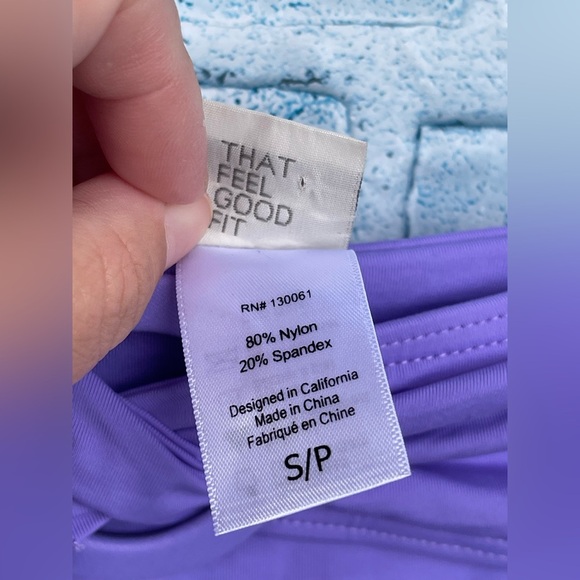 THAT
FEEL
GOOD
FIT
RN# 130061
80% Nylon
20% Spandex
Designed in California
Made in China
Fabriqué en Chine
S/P